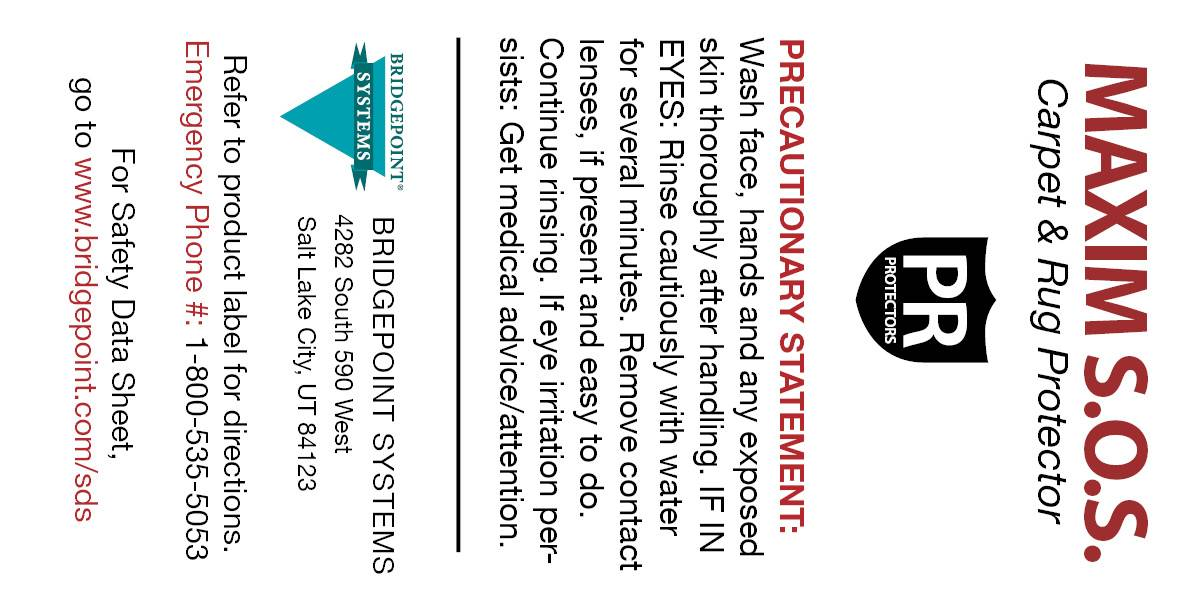 MAXIM S.O.S.
Carpet & Rug Protector
PR
PROTECTORS
PRECAUTIONARY STATEMENT:
Wash face, hands and any exposed
skin thoroughly after handling. IF IN
EYES: Rinse cautiously with water
for several minutes. Remove contact
lenses, if present and easy to do.
Continue rinsing. If eye irritation per-
sists: Get medical advice/attention.
BRIDGEPOINT®
SYSTEMS
BRIDGEPOINT SYSTEMS
4282 South 590 West
Salt Lake City, UT 84123
Refer to product label for directions.
Emergency Phone #: 1-800-535-5053
For Safety Data Sheet,
go to www.bridgepoint.com/sds